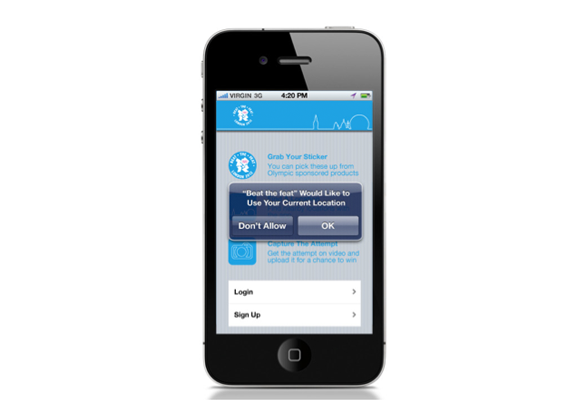 VIRGIN 3G 4:20 PM
Grab Your Sticker
You can pick these up from
Olympic sponsored products
"Beat the feat" Would Like to
Use Your Current Location
Don't Allow OK
Capture The Attempt
Get the attempt on video and
upload it for a chance to win
Login
Sign Up